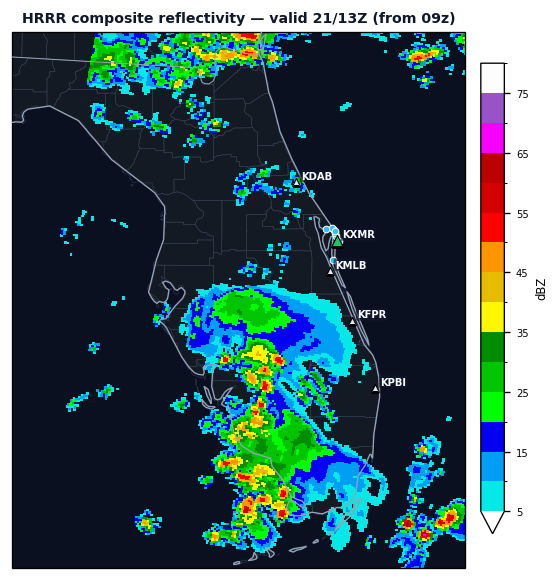 HRRR composite reflectivity — valid 21/13Z (from 09z)
75
65
55
45
35
25
15
5
dBZ
KDAB
KXMR
KMLB
KFPR
KPBI